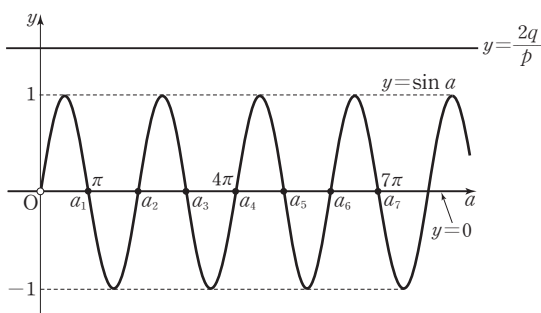 y
y = 2q/p
1
y = sin a
π
4π
7π
O
a₁
a₂
a₃
a₄
a₅
a₆
a₇
a
y = 0
−1